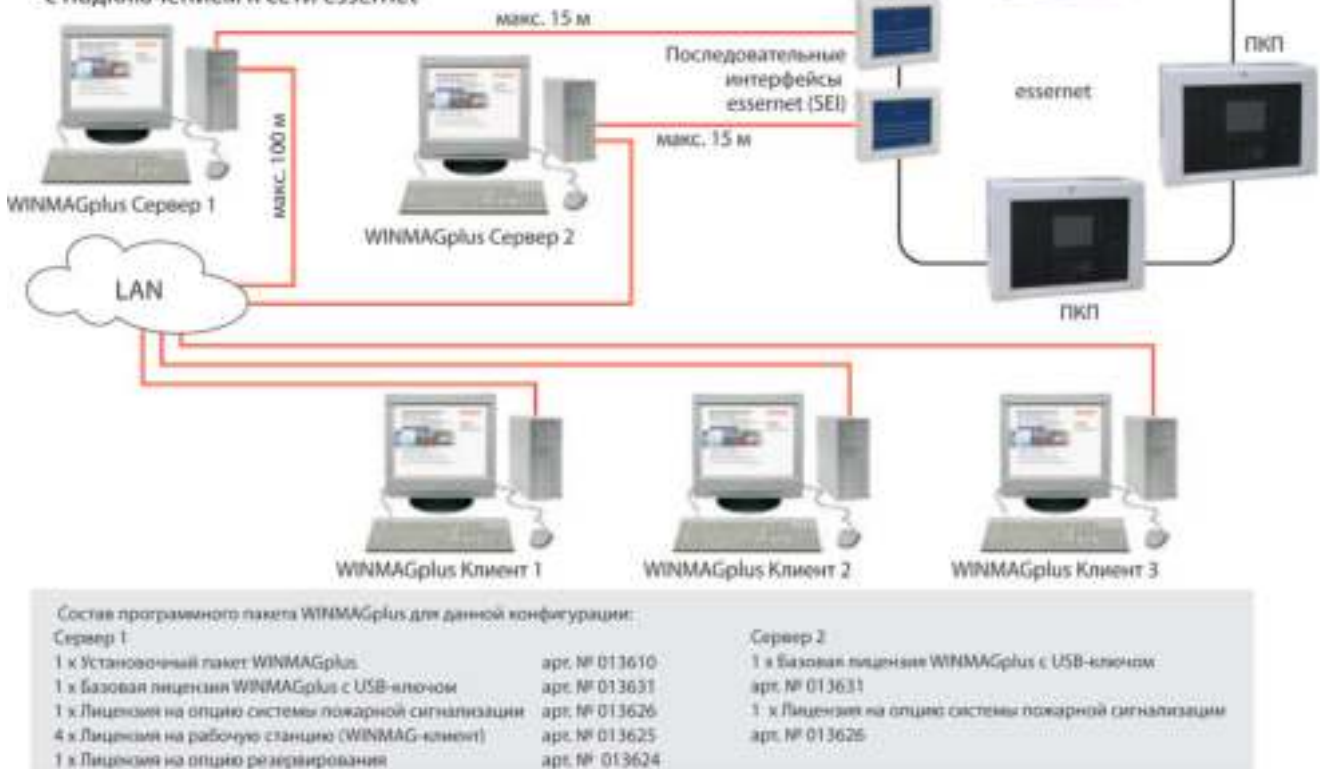 с подключением к сети essernet
макс. 15 м
Последовательные
интерфейсы
essernet (SEI)
ПКП
essernet
макс. 100 м
макс. 15 м
WINMAGplus Сервер 1
WINMAGplus Сервер 2
LAN
ПКП
WINMAGplus Клиент 1
WINMAGplus Клиент 2
WINMAGplus Клиент 3
Состав программного пакета WINMAGplus для данной конфигурации:
Сервер 1
1 x Установочный пакет WINMAGplus арт. № 013610
1 x Базовая лицензия WINMAGplus с USB-ключом арт. № 013631
1 x Лицензия на опцию системы пожарной сигнализации арт. № 013626
4 x Лицензия на рабочую станцию (WINMAG-клиент) арт. № 013625
1 x Лицензия на опцию резервирования арт. № 013624
Сервер 2
1 x Базовая лицензия WINMAGplus с USB-ключом
арт. № 013631
1 x Лицензия на опцию системы пожарной сигнализации
арт. № 013626